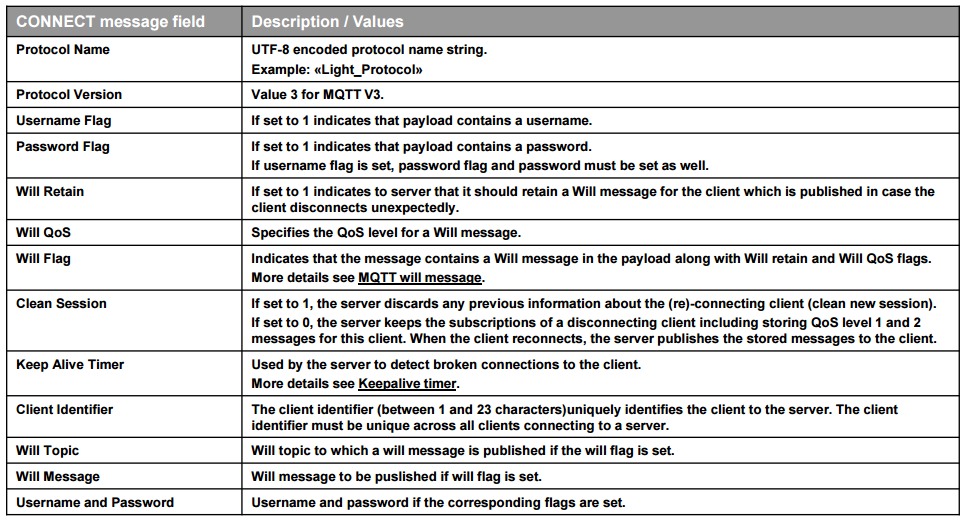 CONNECT message field Description / Values
Protocol Name UTF-8 encoded protocol name string.
Example: «Light_Protocol»
Protocol Version Value 3 for MQTT V3.
Username Flag If set to 1 indicates that payload contains a username.
Password Flag If set to 1 indicates that payload contains a password.
If username flag is set, password flag and password must be set as well.
Will Retain If set to 1 indicates to server that it should retain a Will message for the client which is published in case the
client disconnects unexpectedly.
Will QoS Specifies the QoS level for a Will message.
Will Flag Indicates that the message contains a Will message in the payload along with Will retain and Will QoS flags.
More details see MQTT will message.
Clean Session If set to 1, the server discards any previous information about the (re)-connecting client (clean new session).
If set to 0, the server keeps the subscriptions of a disconnecting client including storing QoS level 1 and 2
messages for this client. When the client reconnects, the server publishes the stored messages to the client.
Keep Alive Timer Used by the server to detect broken connections to the client.
More details see Keepalive timer.
Client Identifier The client identifier (between 1 and 23 characters)uniquely identifies the client to the server. The client
identifier must be unique across all clients connecting to a server.
Will Topic Will topic to which a will message is published if the will flag is set.
Will Message Will message to be puslished if will flag is set.
Username and Password Username and password if the corresponding flags are set.